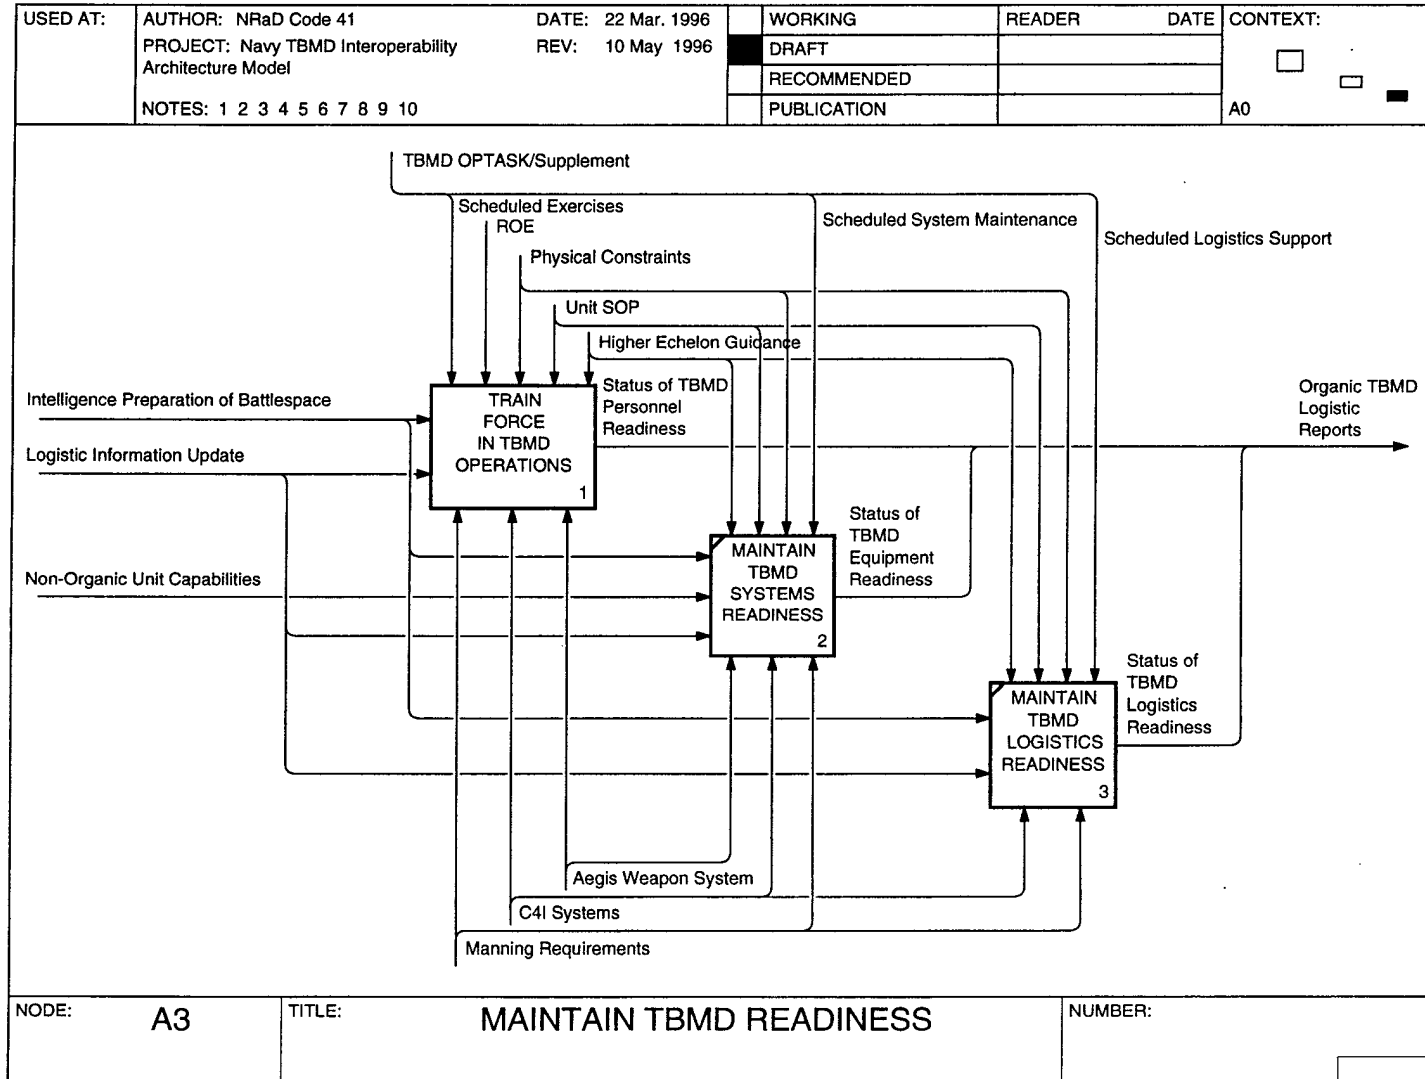 USED AT:
AUTHOR: NRaD Code 41
DATE: 22 Mar. 1996
PROJECT: Navy TBMD Interoperability
Architecture Model
REV: 10 May 1996
NOTES: 1 2 3 4 5 6 7 8 9 10
WORKING
DRAFT
RECOMMENDED
PUBLICATION
READER DATE
CONTEXT:
A0
TBMD OPTASK/Supplement
Scheduled Exercises
ROE
Scheduled System Maintenance
Scheduled Logistics Support
Physical Constraints
Unit SOP
Higher Echelon Guidance
Intelligence Preparation of Battlespace
Logistic Information Update
Non-Organic Unit Capabilities
TRAIN
FORCE
IN TBMD
OPERATIONS
1
Status of TBMD
Personnel
Readiness
Organic TBMD
Logistic
Reports
MAINTAIN
TBMD
SYSTEMS
READINESS
2
Status of
TBMD
Equipment
Readiness
MAINTAIN
TBMD
LOGISTICS
READINESS
3
Status of
TBMD
Logistics
Readiness
Aegis Weapon System
C4I Systems
Manning Requirements
NODE:
A3
TITLE:
MAINTAIN TBMD READINESS
NUMBER: